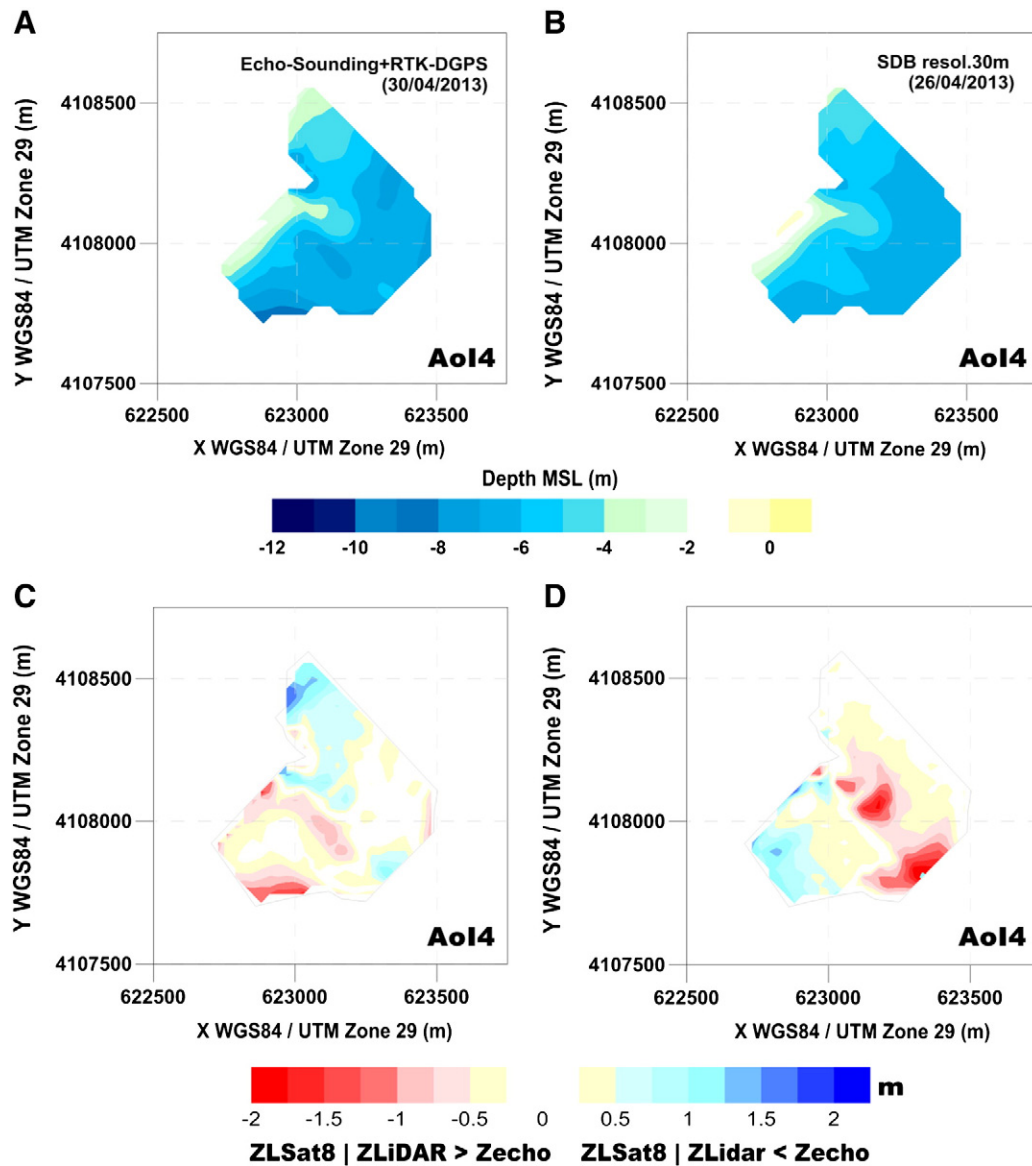 A
B
Echo-Sounding+RTK-DGPS
(30/04/2013)
SDB resol.30m
(26/04/2013)
Y WGS84 / UTM Zone 29 (m)
4108500
4108000
4107500
AoI4
622500 623000 623500
X WGS84 / UTM Zone 29 (m)
Y WGS84 / UTM Zone 29 (m)
4108500
4108000
4107500
AoI4
622500 623000 623500
X WGS84 / UTM Zone 29 (m)
Depth MSL (m)
-12 -10 -8 -6 -4 -2 0
C
D
Y WGS84 / UTM Zone 29 (m)
4108500
4108000
4107500
AoI4
622500 623000 623500
X WGS84 / UTM Zone 29 (m)
Y WGS84 / UTM Zone 29 (m)
4108500
4108000
4107500
AoI4
622500 623000 623500
X WGS84 / UTM Zone 29 (m)
m
-2 -1.5 -1 -0.5 0 0.5 1 1.5 2
ZLSat8 | ZLiDAR > Zecho
ZLSat8 | ZLidar < Zecho